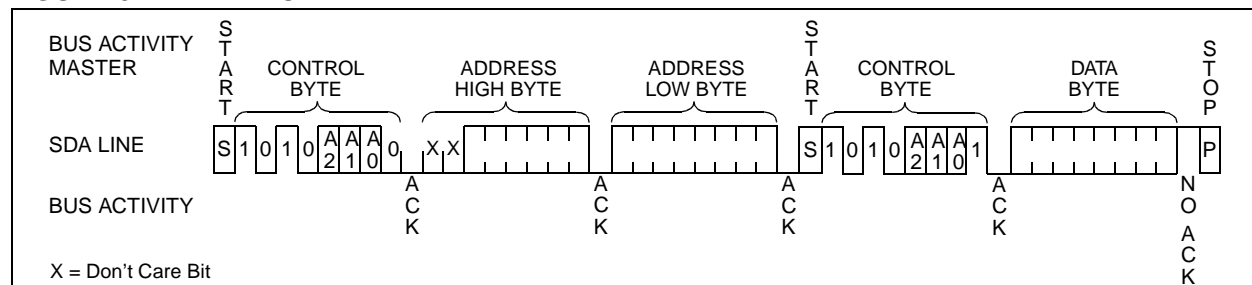 BUS ACTIVITY
MASTER
START
CONTROL
BYTE
ADDRESS
HIGH BYTE
ADDRESS
LOW BYTE
START
CONTROL
BYTE
DATA
BYTE
STOP
SDA LINE
S 1 0 1 0 A2 A1 A0 0 X X S 1 0 1 0 A2 A1 A0 1 P
BUS ACTIVITY
ACK
ACK
ACK
ACK
NO ACK
X = Don't Care Bit